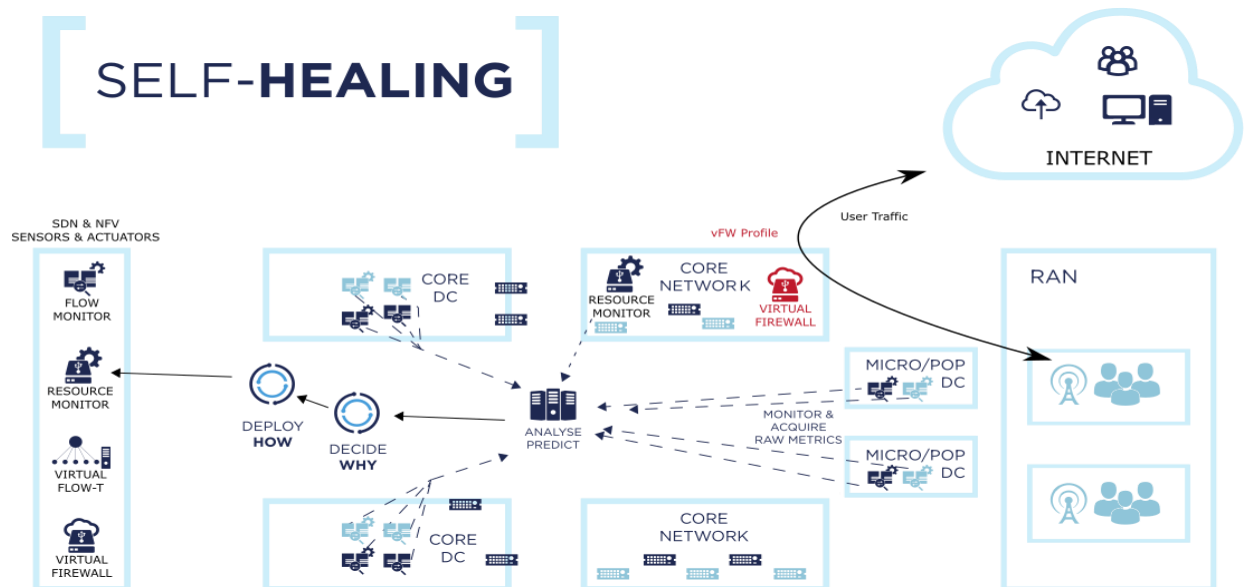 SELF-HEALING
INTERNET
User Traffic
SDN & NFV
SENSORS & ACTUATORS
FLOW
MONITOR
RESOURCE
MONITOR
VIRTUAL
FLOW-T
VIRTUAL
FIREWALL
CORE
DC
vFW Profile
CORE
NETWORK
RESOURCE
MONITOR
VIRTUAL
FIREWALL
RAN
MICRO/POP
DC
DEPLOY
HOW
DECIDE
WHY
ANALYSE
PREDICT
MONITOR &
ACQUIRE
RAW METRICS
MICRO/POP
DC
CORE
DC
CORE
NETWORK